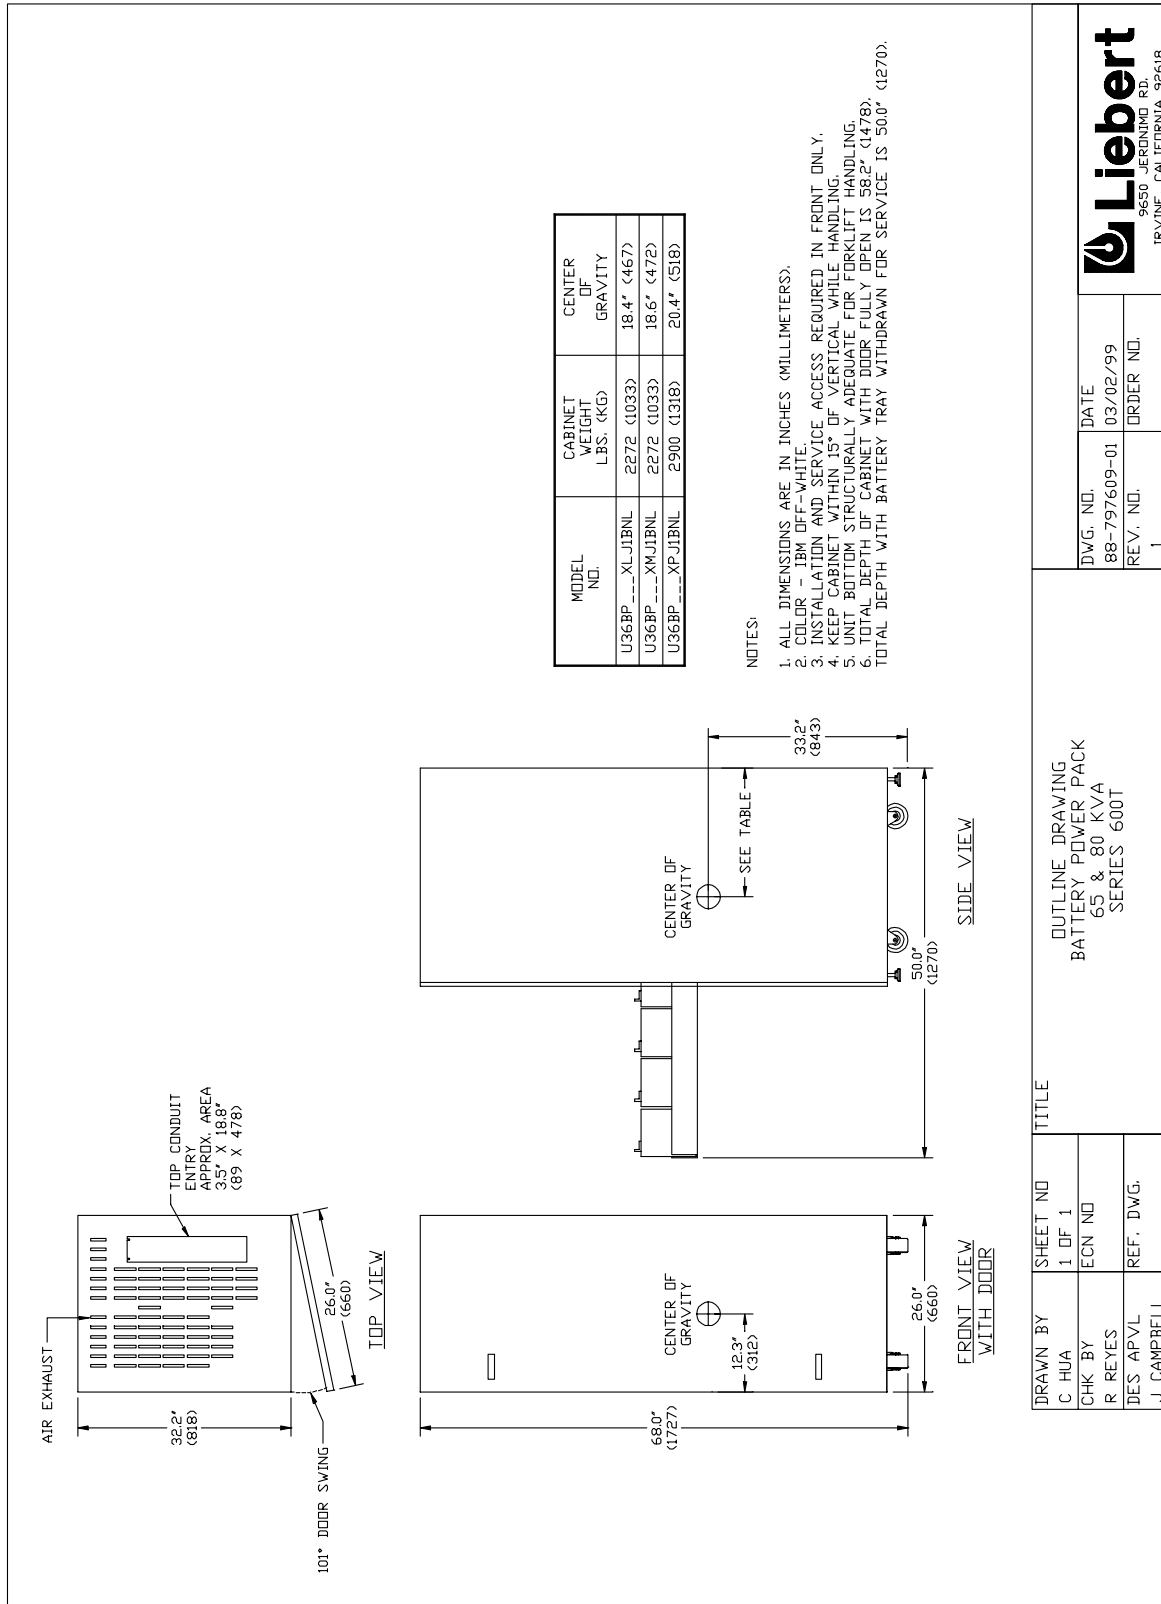 AIR EXHAUST
TOP CONDUIT
ENTRY
APPROX. AREA
3.5" X 18.8"
(89 X 478)
32.2"
(818)
101° DOOR SWING
26.0"
(660)
TOP VIEW
68.0"
(1727)
CENTER OF
GRAVITY
12.3"
(312)
26.0"
(660)
FRONT VIEW
WITH DOOR
CENTER OF
GRAVITY
SEE TABLE
33.2"
(843)
50.0"
(1270)
SIDE VIEW
MODEL
NO.
CABINET
WEIGHT
LBS. (KG)
CENTER
OF
GRAVITY
U36BP___XLJ1BNL 2272 (1033) 18.4" (467)
U36BP___XMJ1BNL 2272 (1033) 18.6" (472)
U36BP___XPJ1BNL 2900 (1318) 20.4" (518)
NOTES:
1. ALL DIMENSIONS ARE IN INCHES (MILLIMETERS).
2. COLOR - IBM OFF-WHITE.
3. INSTALLATION AND SERVICE ACCESS REQUIRED IN FRONT ONLY.
4. KEEP CABINET WITHIN 15° OF VERTICAL WHILE HANDLING.
5. UNIT BOTTOM STRUCTURALLY ADEQUATE FOR FORKLIFT HANDLING.
6. TOTAL DEPTH OF CABINET WITH DOOR FULLY OPEN IS 58.2" (1478).
TOTAL DEPTH WITH BATTERY TRAY WITHDRAWN FOR SERVICE IS 50.0" (1270).
DRAWN BY
C HUA
CHK BY
R REYES
DES APVL
J CAMPBELL
SHEET NO
1 OF 1
ECN NO
REF. DWG.
TITLE
OUTLINE DRAWING
BATTERY POWER PACK
65 & 80 KVA
SERIES 600T
DWG. NO.
88-797609-01
REV. NO.
1
DATE
03/02/99
ORDER NO.
Liebert
9650 JERONIMO RD.
IRVINE, CALIFORNIA 92618